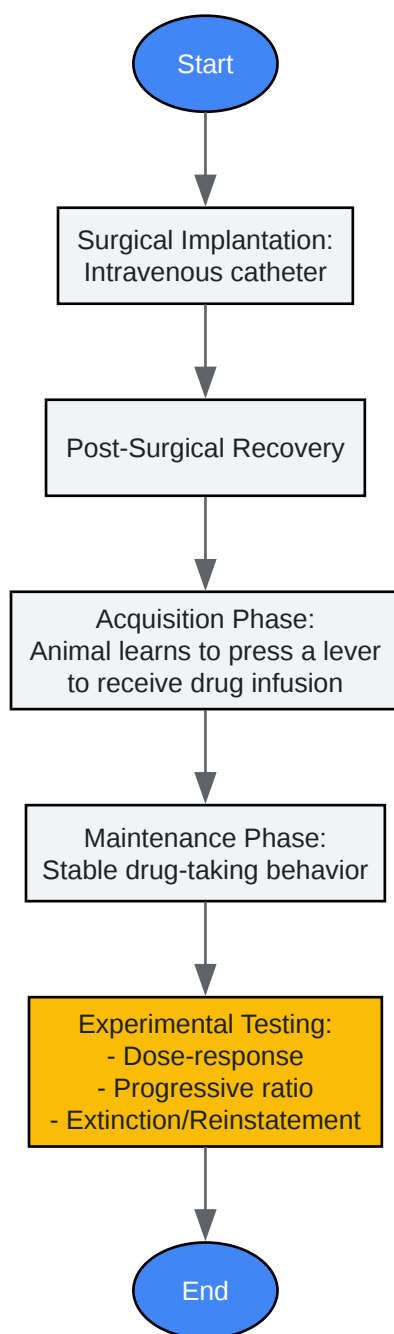 Start
Surgical Implantation:
Intravenous catheter
Post-Surgical Recovery
Acquisition Phase:
Animal learns to press a lever
to receive drug infusion
Maintenance Phase:
Stable drug-taking behavior
Experimental Testing:
- Dose-response
- Progressive ratio
- Extinction/Reinstatement
End